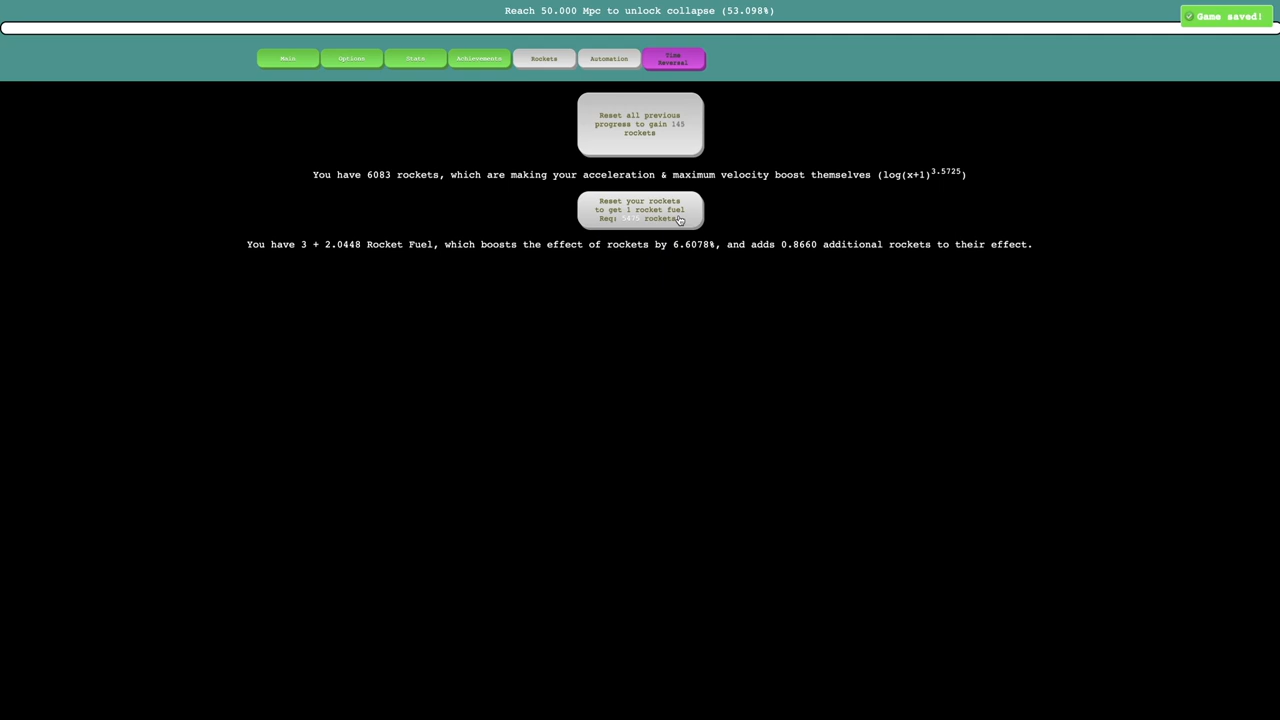 Reach 50.000 Mpc to unlock collapse (53.098%)
Game saved!
Main
Options
Stats
Achievements
Rockets
Automation
Time
Reversal
Reset all previous
progress to gain 145
rockets
You have 6083 rockets, which are making your acceleration & maximum velocity boost themselves (log(x+1)^3.5725)
Reset your rockets
to get 1 rocket fuel
Req: 5475 rockets
You have 3 + 2.0448 Rocket Fuel, which boosts the effect of rockets by 6.6078%, and adds 0.8660 additional rockets to their effect.